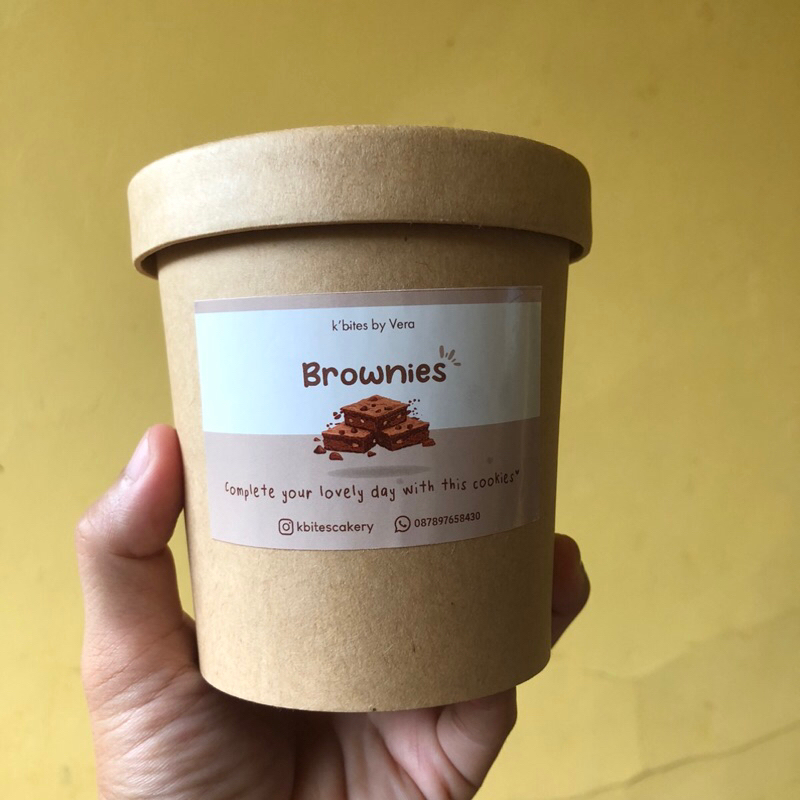 k'bites by Vera
Brownies
Complete your lovely day with this cookies
kbitescakery 087897658430